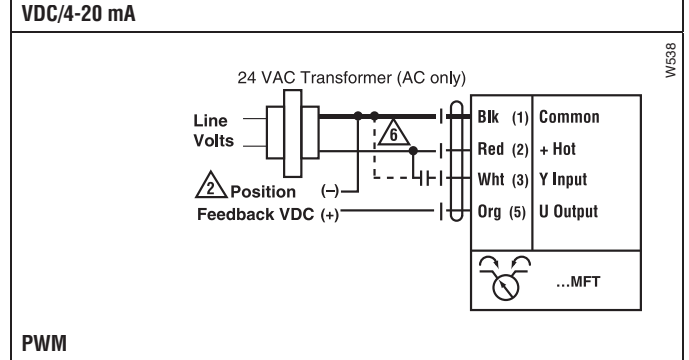 VDC/4-20 mA
W538
24 VAC Transformer (AC only)
Line
Volts
6
2 Position (–)
Feedback VDC (+)
Blk (1) Common
Red (2) + Hot
Wht (3) Y Input
Org (5) U Output
...MFT
PWM